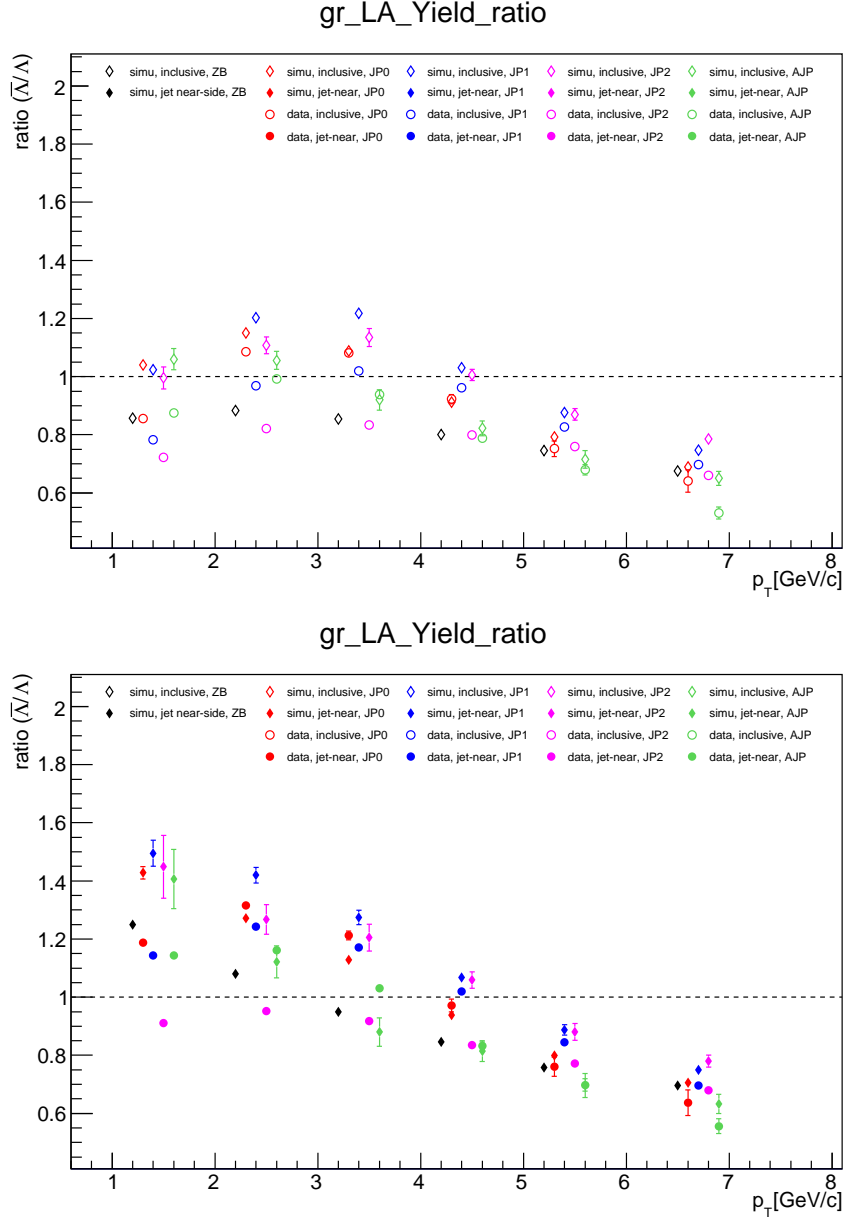 gr_LA_Yield_ratio
ratio (Λ̅/Λ)
simu, inclusive, ZB
simu, inclusive, JP0
simu, inclusive, JP1
simu, inclusive, JP2
simu, inclusive, AJP
simu, jet near-side, ZB
simu, jet-near, JP0
simu, jet-near, JP1
simu, jet-near, JP2
simu, jet-near, AJP
data, inclusive, JP0
data, inclusive, JP1
data, inclusive, JP2
data, inclusive, AJP
data, jet-near, JP0
data, jet-near, JP1
data, jet-near, JP2
data, jet-near, AJP
2
1.8
1.6
1.4
1.2
1
0.8
0.6
1 2 3 4 5 6 7 8
p_T[GeV/c]
gr_LA_Yield_ratio
ratio (Λ̅/Λ)
simu, inclusive, ZB
simu, inclusive, JP0
simu, inclusive, JP1
simu, inclusive, JP2
simu, inclusive, AJP
simu, jet near-side, ZB
simu, jet-near, JP0
simu, jet-near, JP1
simu, jet-near, JP2
simu, jet-near, AJP
data, inclusive, JP0
data, inclusive, JP1
data, inclusive, JP2
data, inclusive, AJP
data, jet-near, JP0
data, jet-near, JP1
data, jet-near, JP2
data, jet-near, AJP
2
1.8
1.6
1.4
1.2
1
0.8
0.6
1 2 3 4 5 6 7 8
p_T[GeV/c]